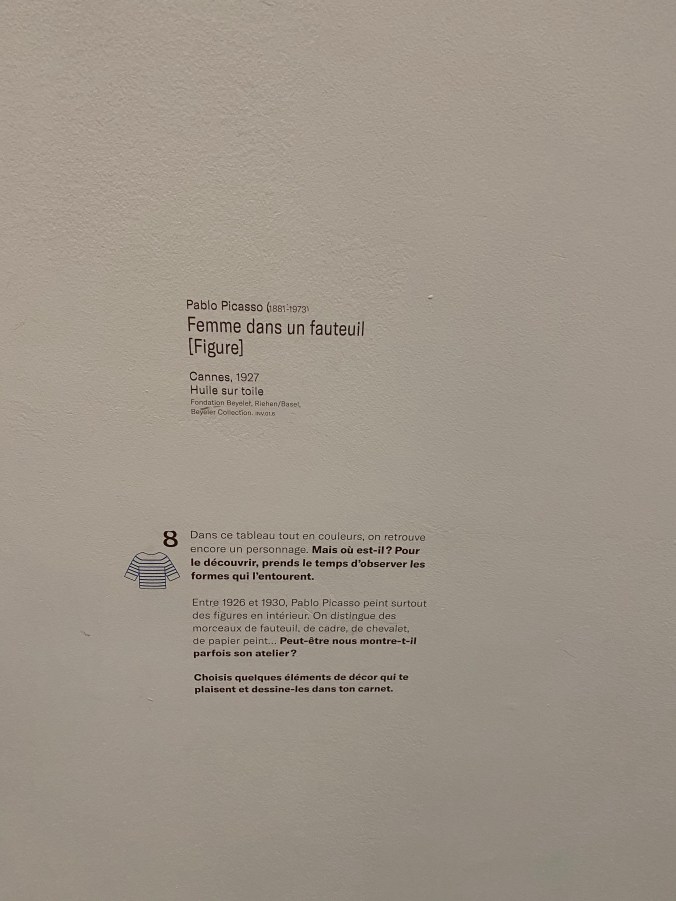 Pablo Picasso (1881-1973)
Femme dans un fauteuil
[Figure]
Cannes, 1927
Huile sur toile
Fondation Beyeler, Riehen/Basel,
Beyeler Collection.
8
Dans ce tableau tout en couleurs, on retrouve
encore un personnage. Mais où est-il ? Pour
le découvrir, prends le temps d'observer les
formes qui l'entourent.
Entre 1926 et 1930, Pablo Picasso peint surtout
des figures en intérieur. On distingue des
morceaux de fauteuil, de cadre, de chevalet,
de papier peint... Peut-être nous montre-t-il
parfois son atelier ?
Choisis quelques éléments de décor qui te
plaisent et dessine-les dans ton carnet.